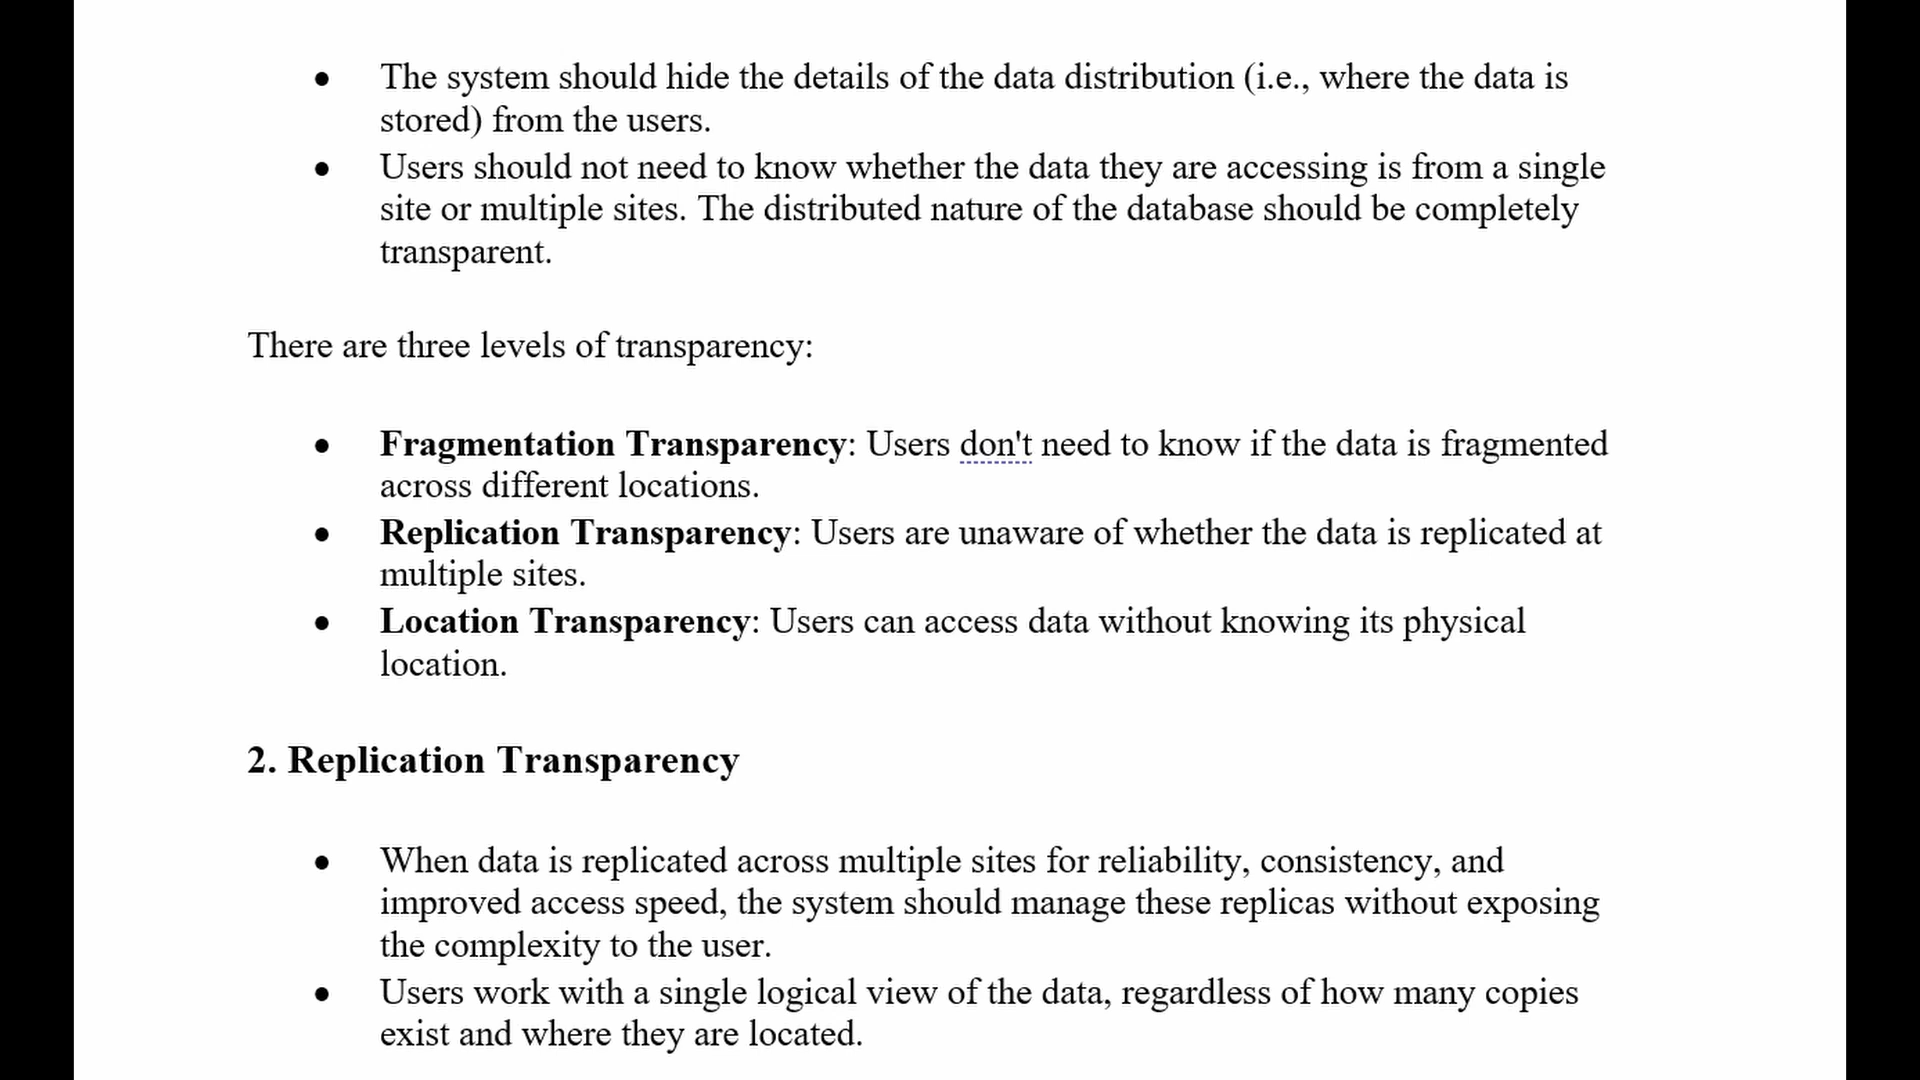 • The system should hide the details of the data distribution (i.e., where the data is
stored) from the users.
• Users should not need to know whether the data they are accessing is from a single
site or multiple sites. The distributed nature of the database should be completely
transparent.
There are three levels of transparency:
• Fragmentation Transparency: Users don't need to know if the data is fragmented
across different locations.
• Replication Transparency: Users are unaware of whether the data is replicated at
multiple sites.
• Location Transparency: Users can access data without knowing its physical
location.
2. Replication Transparency
• When data is replicated across multiple sites for reliability, consistency, and
improved access speed, the system should manage these replicas without exposing
the complexity to the user.
• Users work with a single logical view of the data, regardless of how many copies
exist and where they are located.